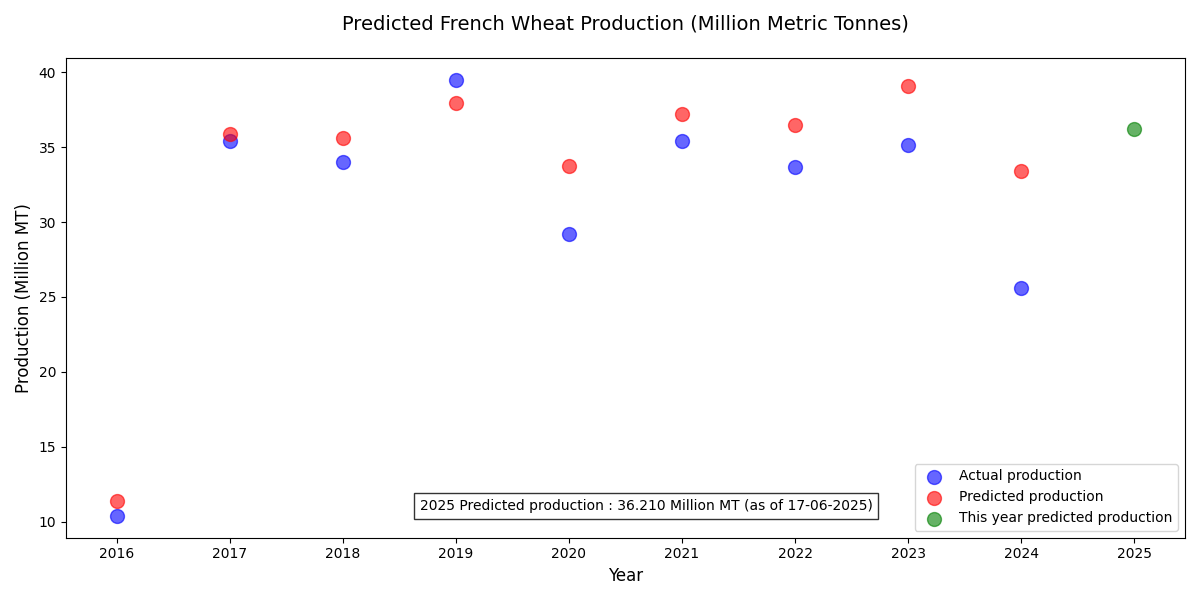 Predicted French Wheat Production (Million Metric Tonnes)
Production (Million MT)
40
35
30
25
20
15
10
2025 Predicted production : 36.210 Million MT (as of 17-06-2025)
Actual production
Predicted production
This year predicted production
2016 2017 2018 2019 2020 2021 2022 2023 2024 2025
Year